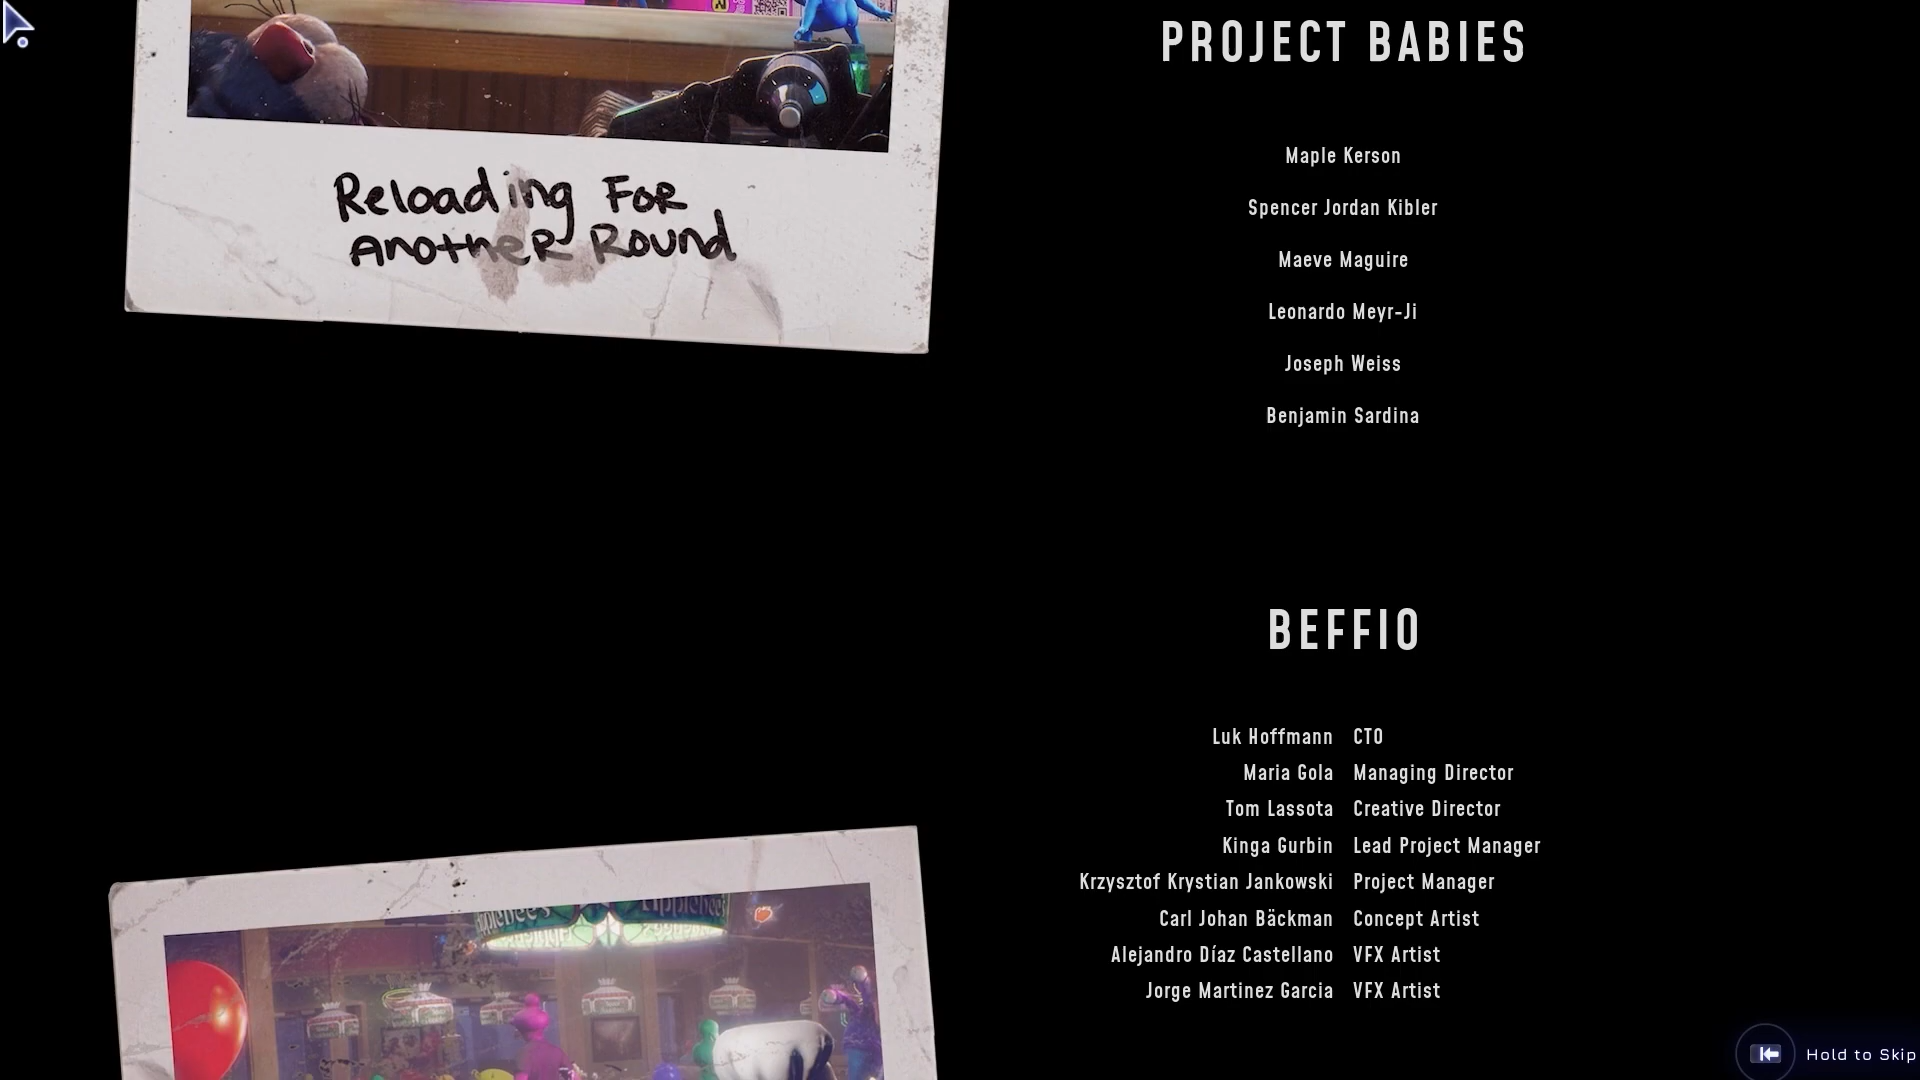 PROJECT BABIES
Maple Kerson
Spencer Jordan Kibler
Maeve Maguire
Leonardo Meyr-Ji
Joseph Weiss
Benjamin Sardina
Reloading For
Another Round
BEFFIO
Luk Hoffmann CTO
Maria Gola Managing Director
Tom Lassota Creative Director
Kinga Gurbin Lead Project Manager
Krzysztof Krystian Jankowski Project Manager
Carl Johan Bäckman Concept Artist
Alejandro Díaz Castellano VFX Artist
Jorge Martinez Garcia VFX Artist
Applebee's
Hold to Skip